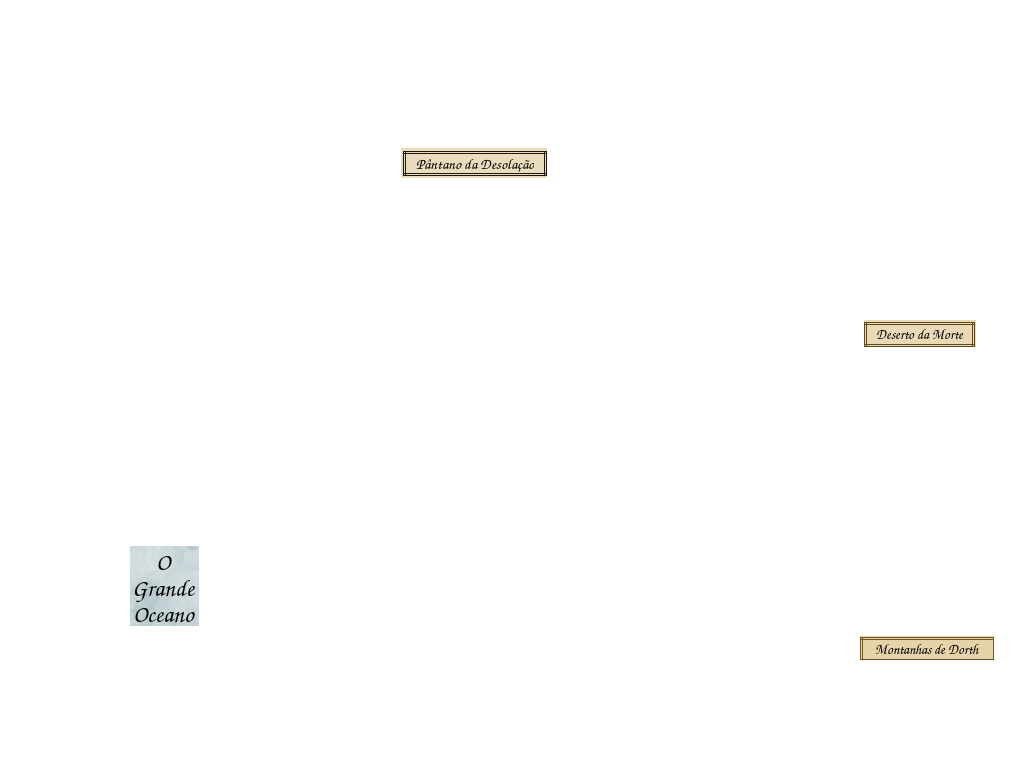 Pântano da Desolação
Deserto da Morte
O
Grande
Oceano
Montanhas de Dorth